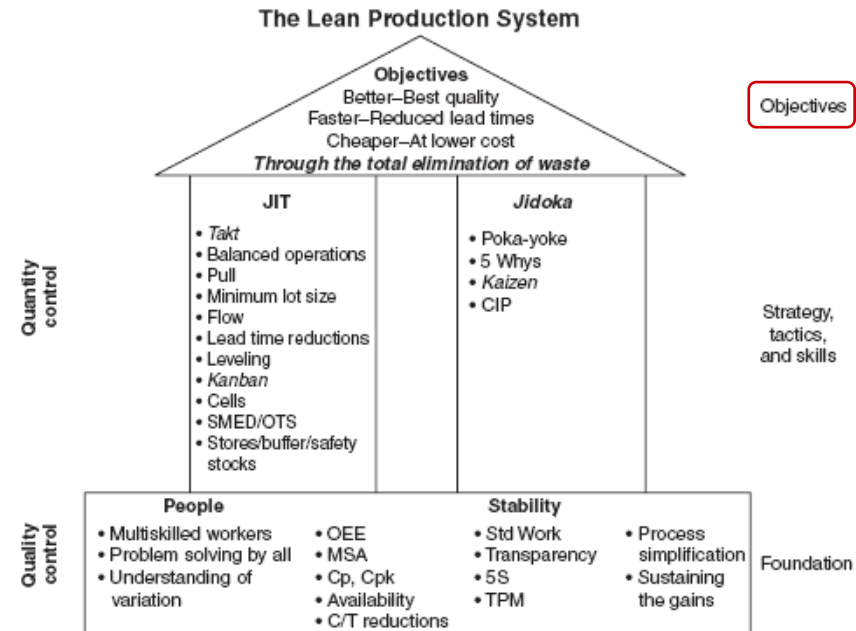 The Lean Production System
Objectives
Better–Best quality
Faster–Reduced lead times
Cheaper–At lower cost
Through the total elimination of waste
Objectives
Quantity
control
JIT
• Takt
• Balanced operations
• Pull
• Minimum lot size
• Flow
• Lead time reductions
• Leveling
• Kanban
• Cells
• SMED/OTS
• Stores/buffer/safety
stocks
Jidoka
• Poka-yoke
• 5 Whys
• Kaizen
• CIP
Strategy,
tactics,
and skills
Quality
control
People
• Multiskilled workers
• Problem solving by all
• Understanding of
variation
Stability
• OEE
• MSA
• Cp, Cpk
• Availability
• C/T reductions
• Std Work
• Transparency
• 5S
• TPM
• Process
simplification
• Sustaining
the gains
Foundation